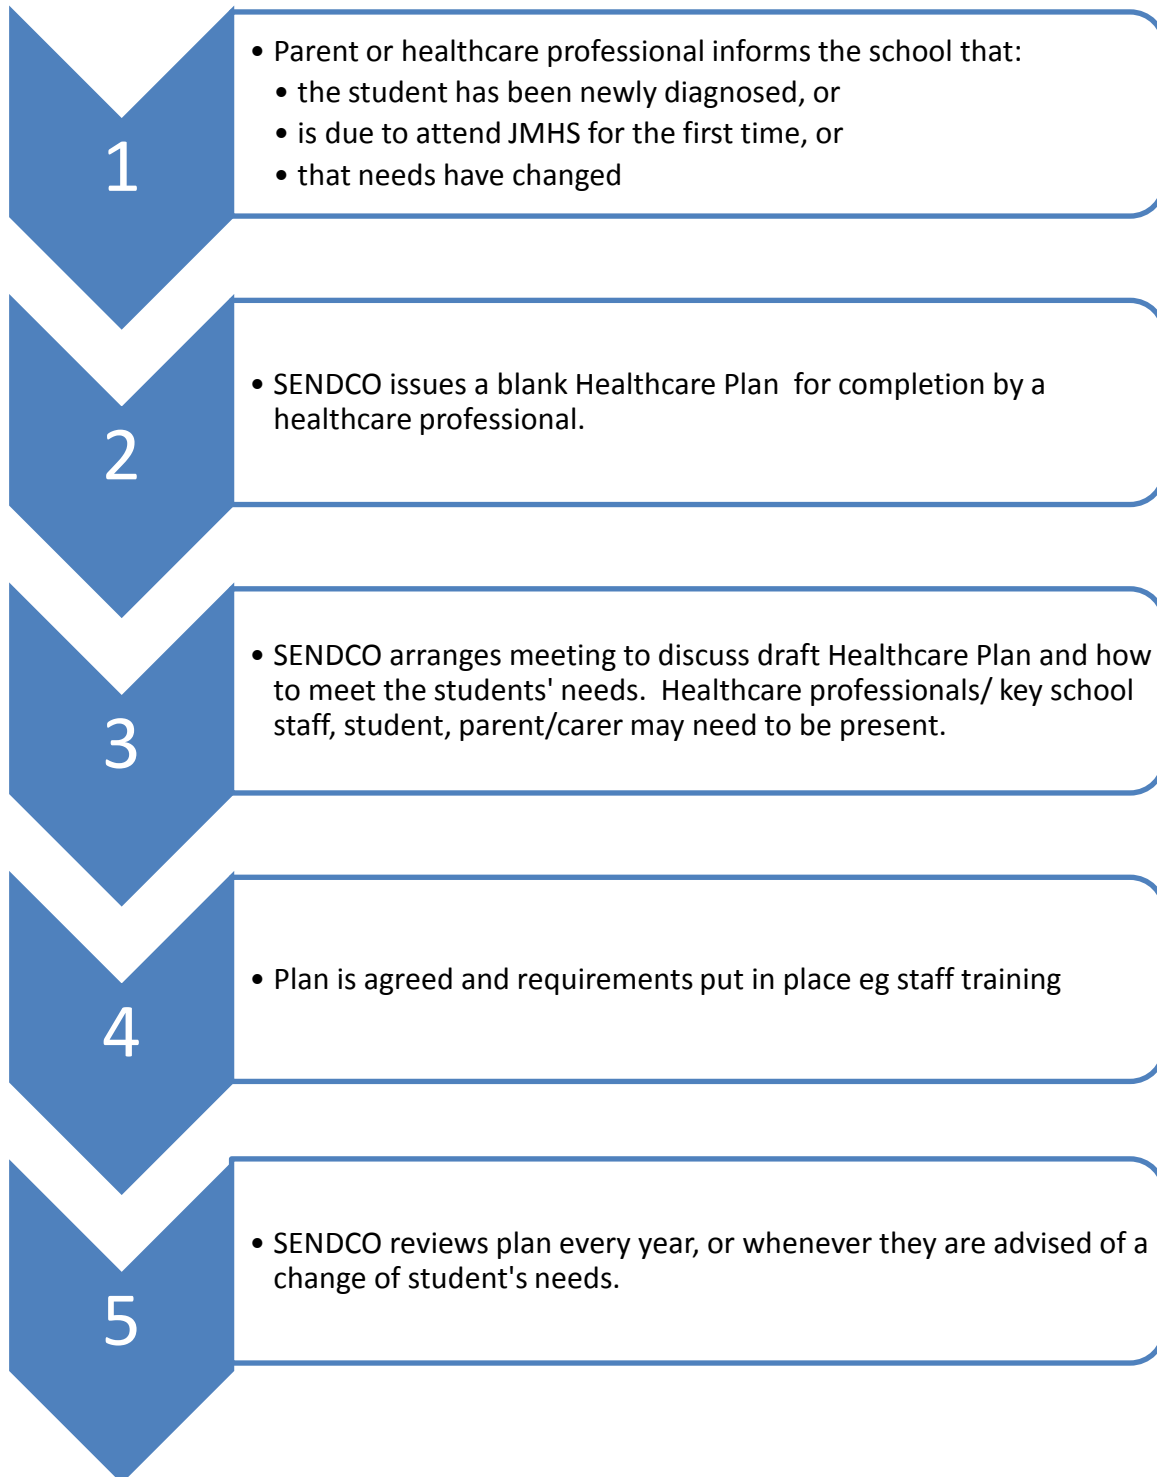 1
• Parent or healthcare professional informs the school that:
• the student has been newly diagnosed, or
• is due to attend JMHS for the first time, or
• that needs have changed
2
• SENDCO issues a blank Healthcare Plan  for completion by a
healthcare professional.
3
• SENDCO arranges meeting to discuss draft Healthcare Plan and how
to meet the students' needs.  Healthcare professionals/ key school
staff, student, parent/carer may need to be present.
4
• Plan is agreed and requirements put in place eg staff training
5
• SENDCO reviews plan every year, or whenever they are advised of a
change of student's needs.